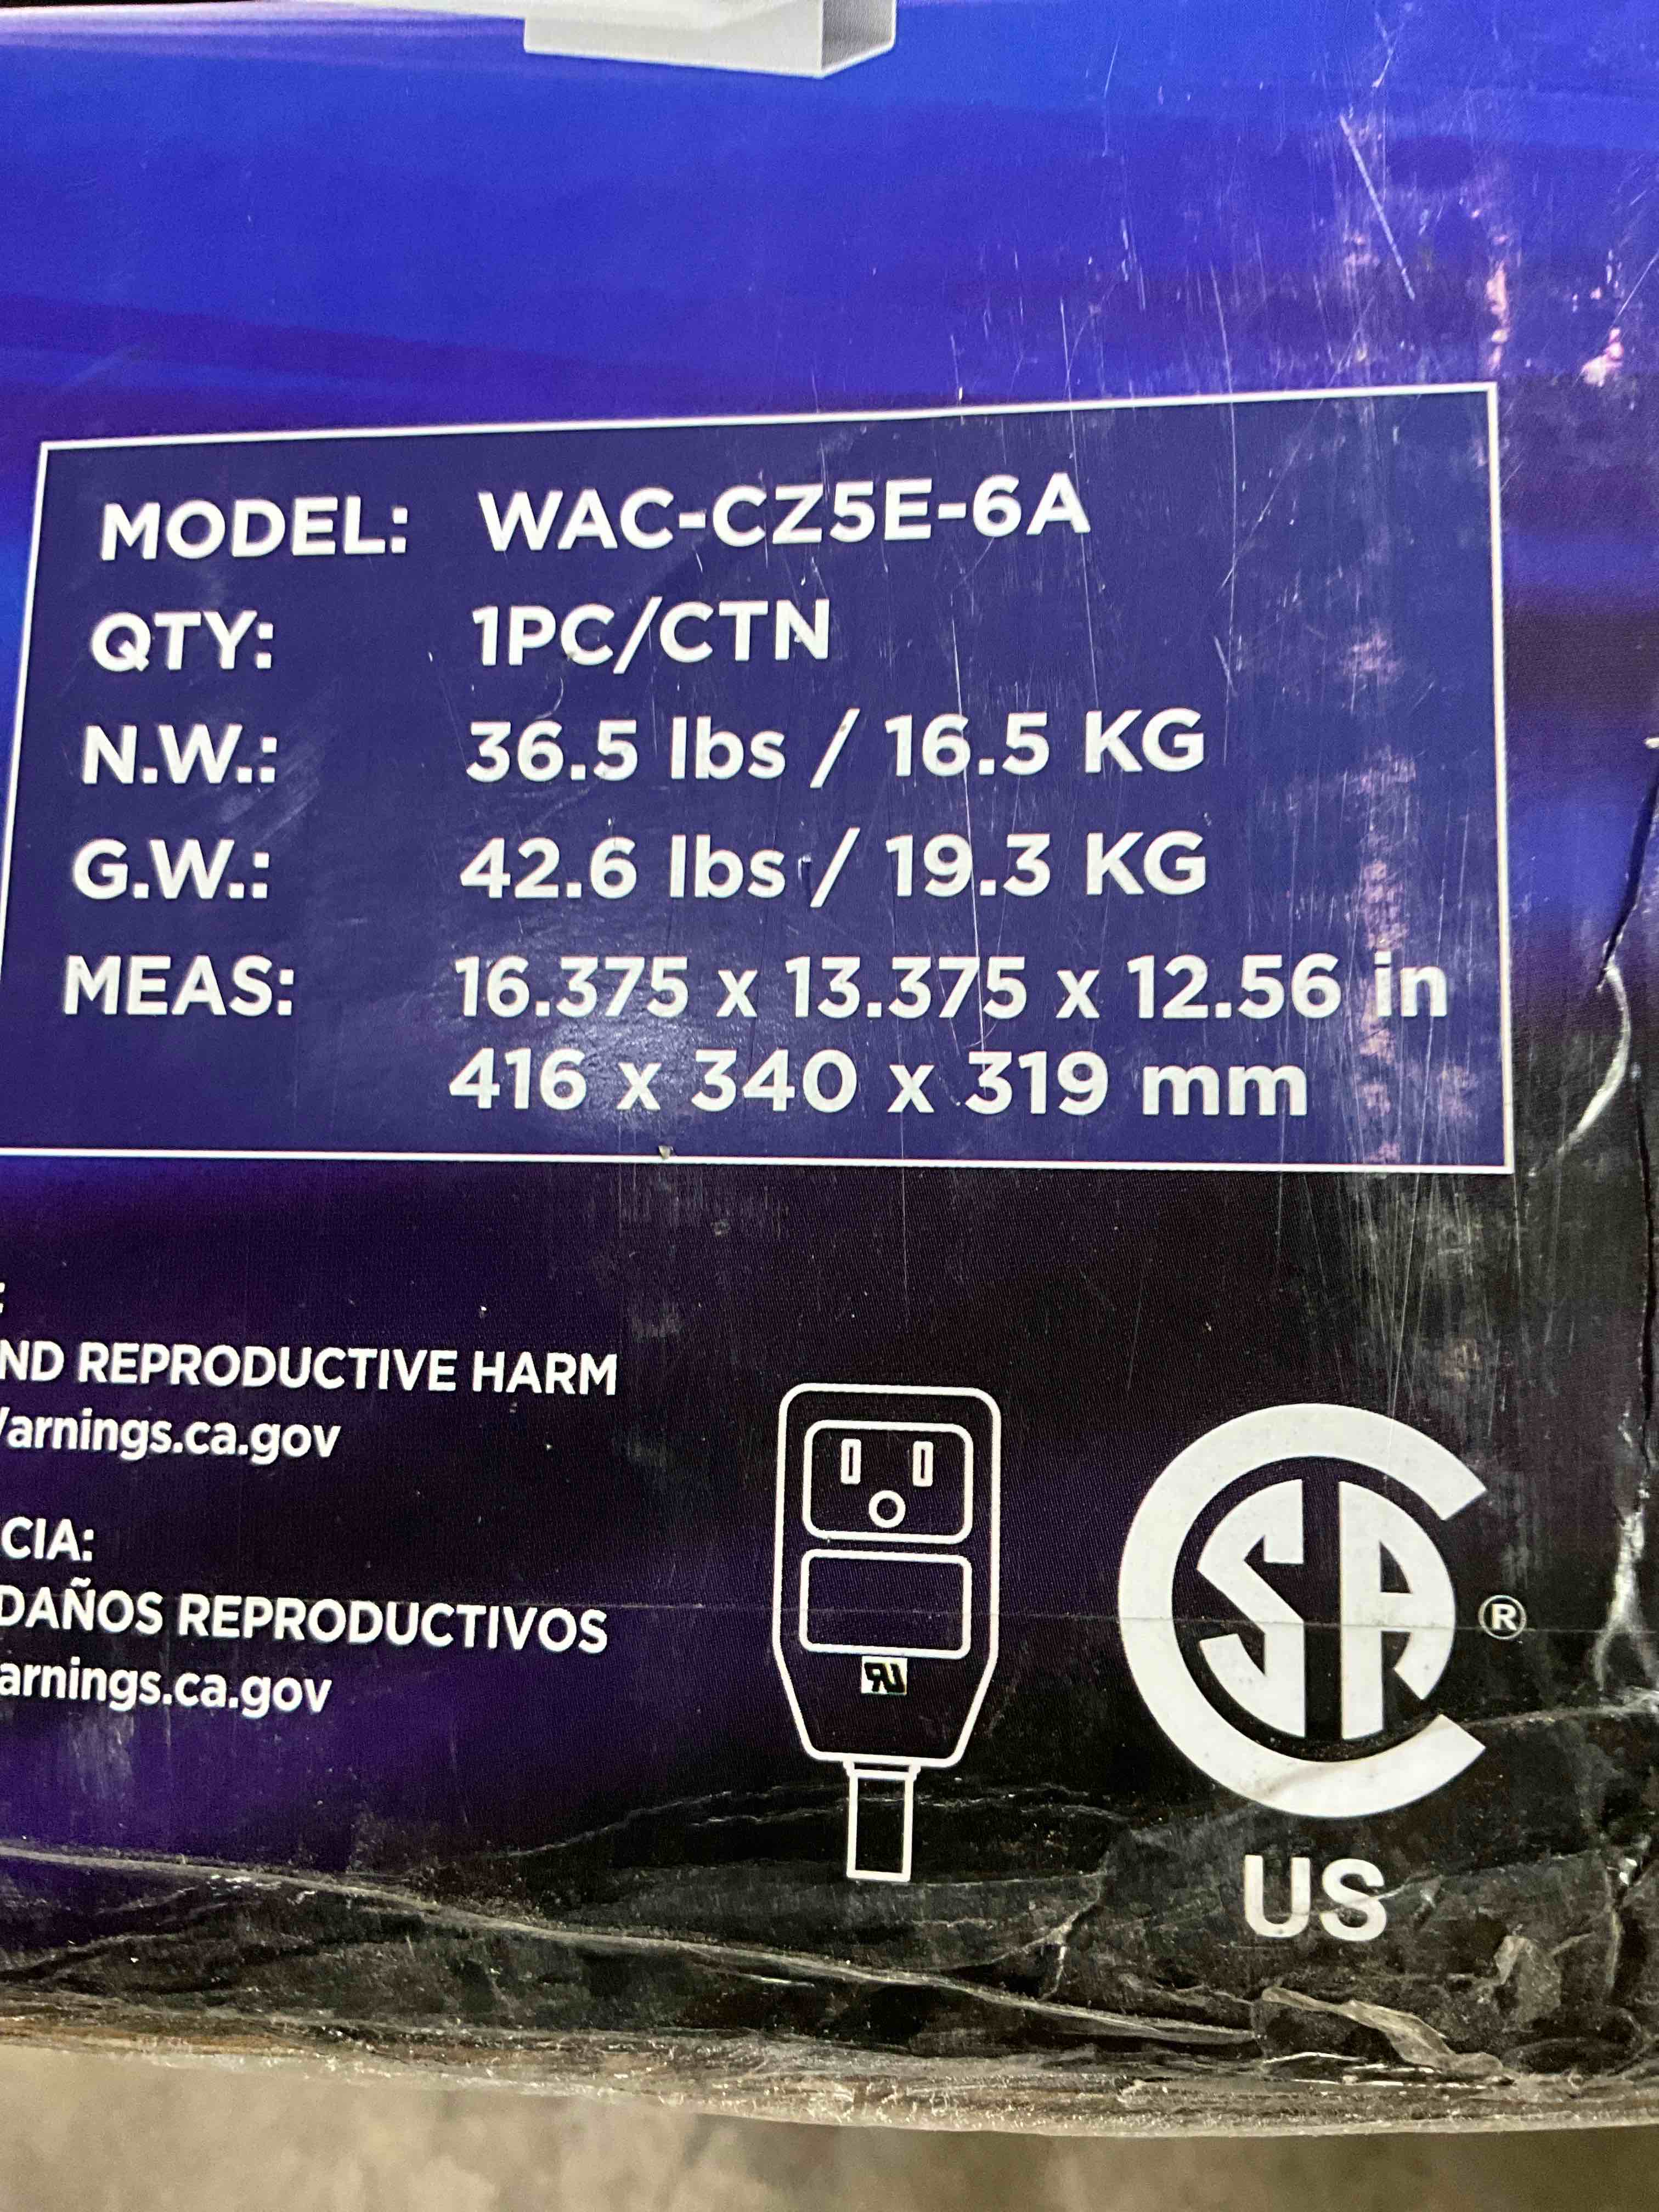 MODEL: WAC-CZ5E-6A
QTY: 1PC/CTN
N.W.: 36.5 lbs / 16.5 KG
G.W.: 42.6 lbs / 19.3 KG
MEAS: 16.375 x 13.375 x 12.56 in
416 x 340 x 319 mm
ND REPRODUCTIVE HARM
arnings.ca.gov
CIA:
DAÑOS REPRODUCTIVOS
arnings.ca.gov
CSA ®
US